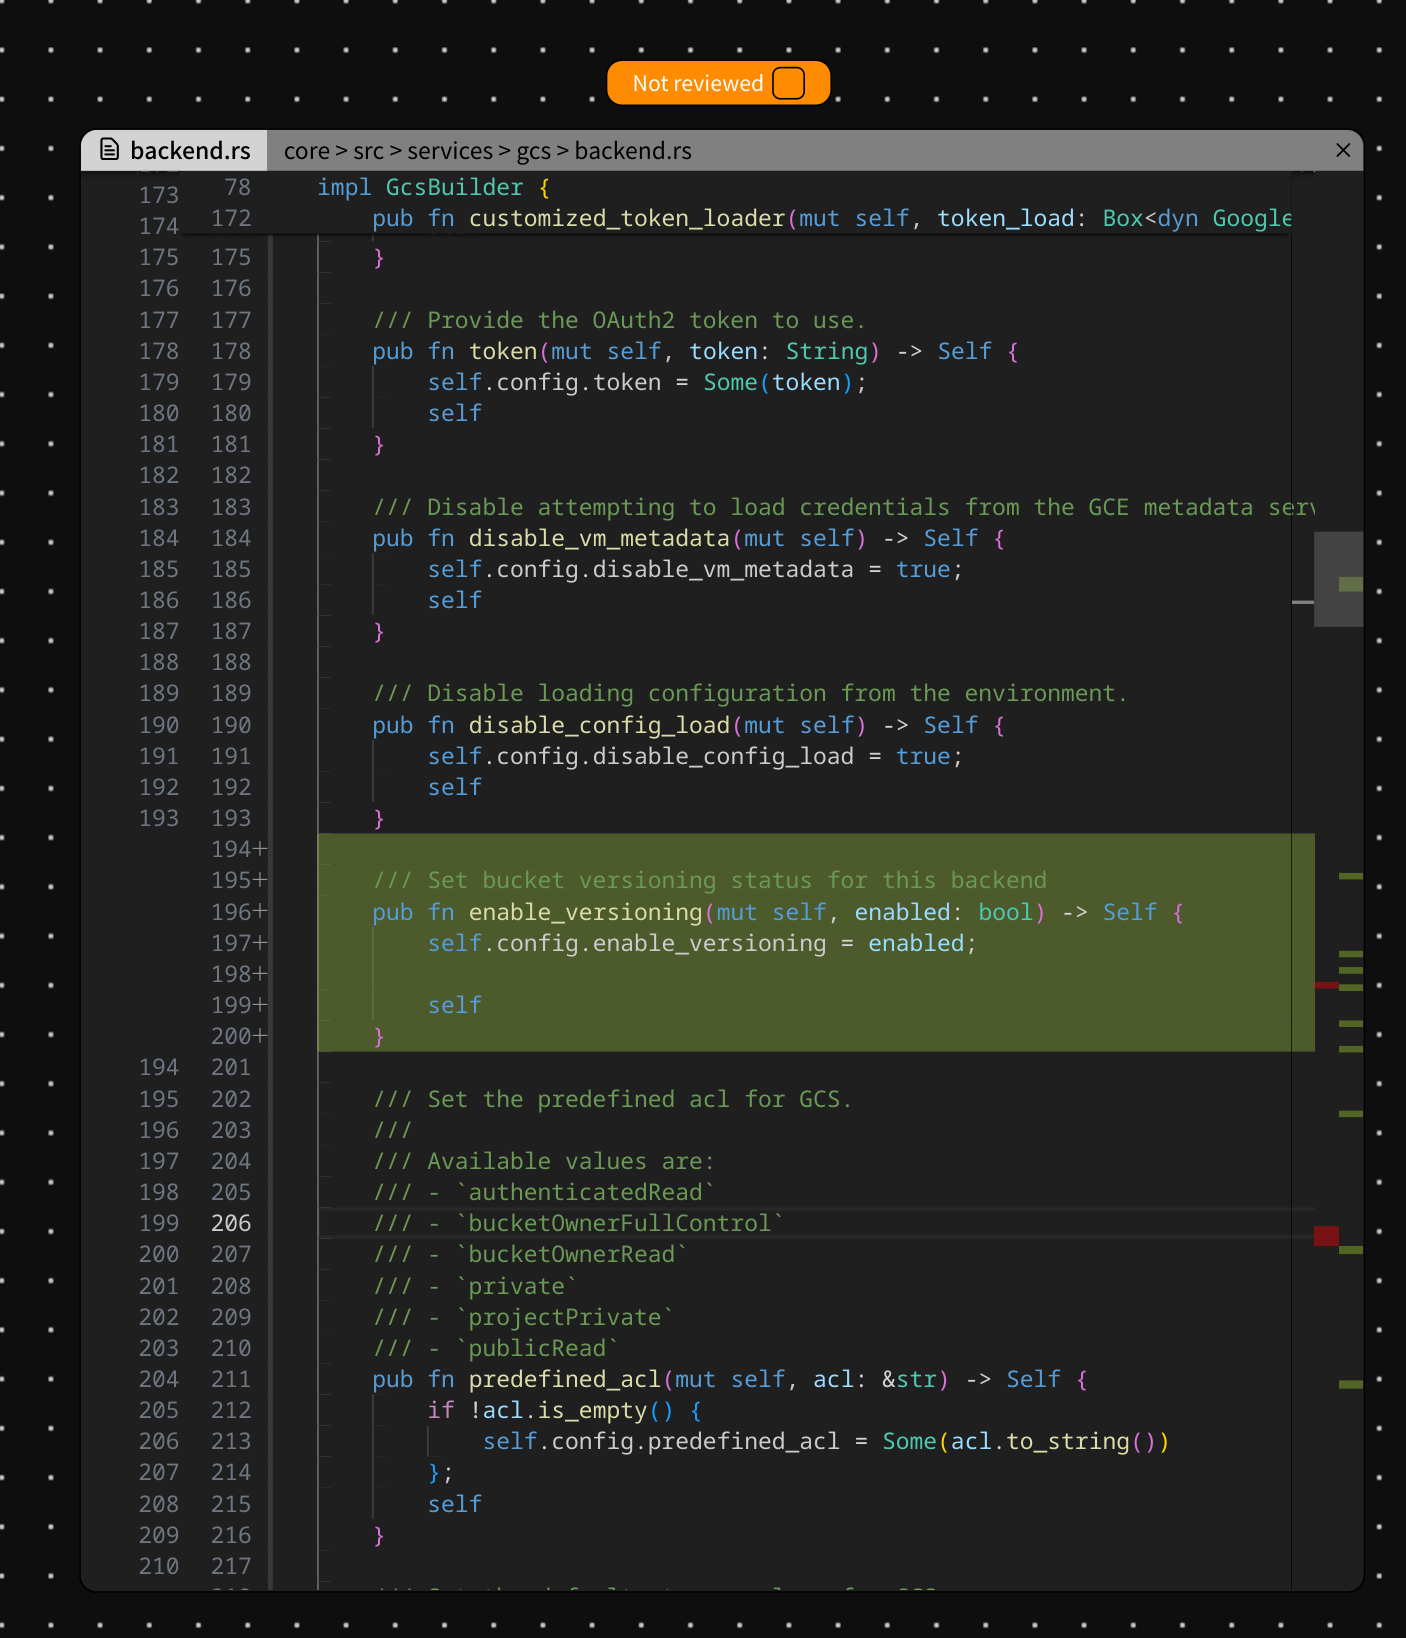 Not reviewed
backend.rs core > src > services > gcs > backend.rs
173 78 impl GcsBuilder {
174 172 pub fn customized_token_loader(mut self, token_load: Box<dyn Google
175 175 }
176 176
177 177 /// Provide the OAuth2 token to use.
178 178 pub fn token(mut self, token: String) -> Self {
179 179 self.config.token = Some(token);
180 180 self
181 181 }
182 182
183 183 /// Disable attempting to load credentials from the GCE metadata serv
184 184 pub fn disable_vm_metadata(mut self) -> Self {
185 185 self.config.disable_vm_metadata = true;
186 186 self
187 187 }
188 188
189 189 /// Disable loading configuration from the environment.
190 190 pub fn disable_config_load(mut self) -> Self {
191 191 self.config.disable_config_load = true;
192 192 self
193 193 }
194+
195+ /// Set bucket versioning status for this backend
196+ pub fn enable_versioning(mut self, enabled: bool) -> Self {
197+ self.config.enable_versioning = enabled;
198+
199+ self
200+ }
194 201
195 202 /// Set the predefined acl for GCS.
196 203 ///
197 204 /// Available values are:
198 205 /// - `authenticatedRead`
199 206 /// - `bucketOwnerFullControl`
200 207 /// - `bucketOwnerRead`
201 208 /// - `private`
202 209 /// - `projectPrivate`
203 210 /// - `publicRead`
204 211 pub fn predefined_acl(mut self, acl: &str) -> Self {
205 212 if !acl.is_empty() {
206 213 self.config.predefined_acl = Some(acl.to_string())
207 214 };
208 215 self
209 216 }
210 217